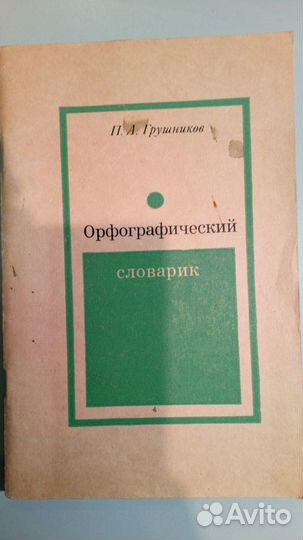 П. А. Грушников
Орфографический
словарик
4
Avito